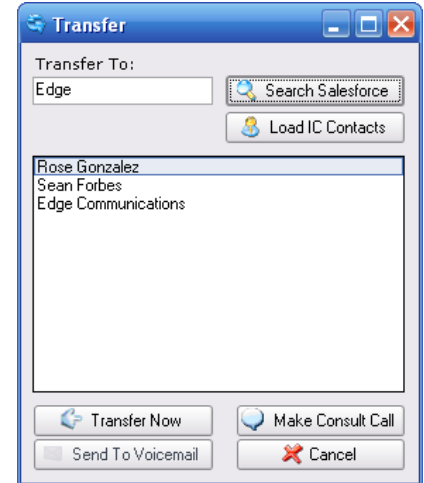 Transfer
Transfer To:
Edge
Search Salesforce
Load IC Contacts
Rose Gonzalez
Sean Forbes
Edge Communications
Transfer Now
Make Consult Call
Send To Voicemail
Cancel